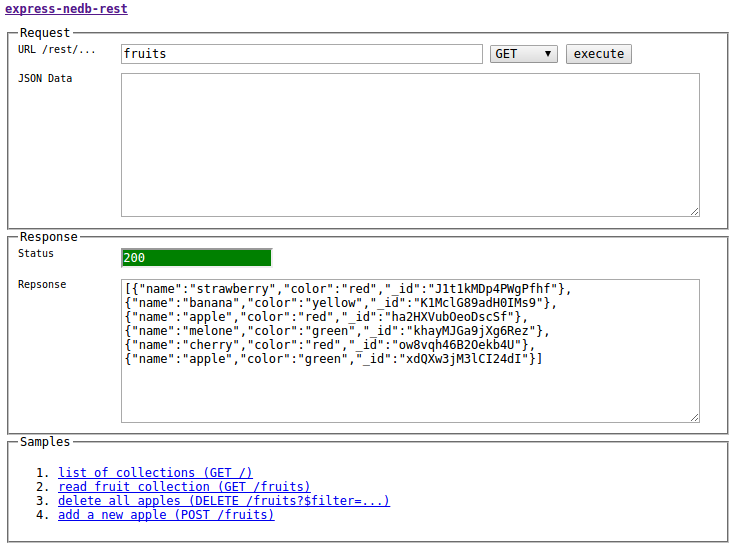 express-nedb-rest
Request
URL /rest/... fruits GET execute
JSON Data
Response
Status 200
Repsonse
[{"name":"strawberry","color":"red","_id":"J1t1kMDp4PWgPfhf"},
{"name":"banana","color":"yellow","_id":"K1MclG89adH0IMs9"},
{"name":"apple","color":"red","_id":"ha2HXVubOeoDscSf"},
{"name":"melone","color":"green","_id":"khayMJGa9jXg6Rez"},
{"name":"cherry","color":"red","_id":"ow8vqh46B2Oekb4U"},
{"name":"apple","color":"green","_id":"xdQXw3jM3lCI24dI"}]
Samples
1. list of collections (GET /)
2. read fruit collection (GET /fruits)
3. delete all apples (DELETE /fruits?$filter=...)
4. add a new apple (POST /fruits)